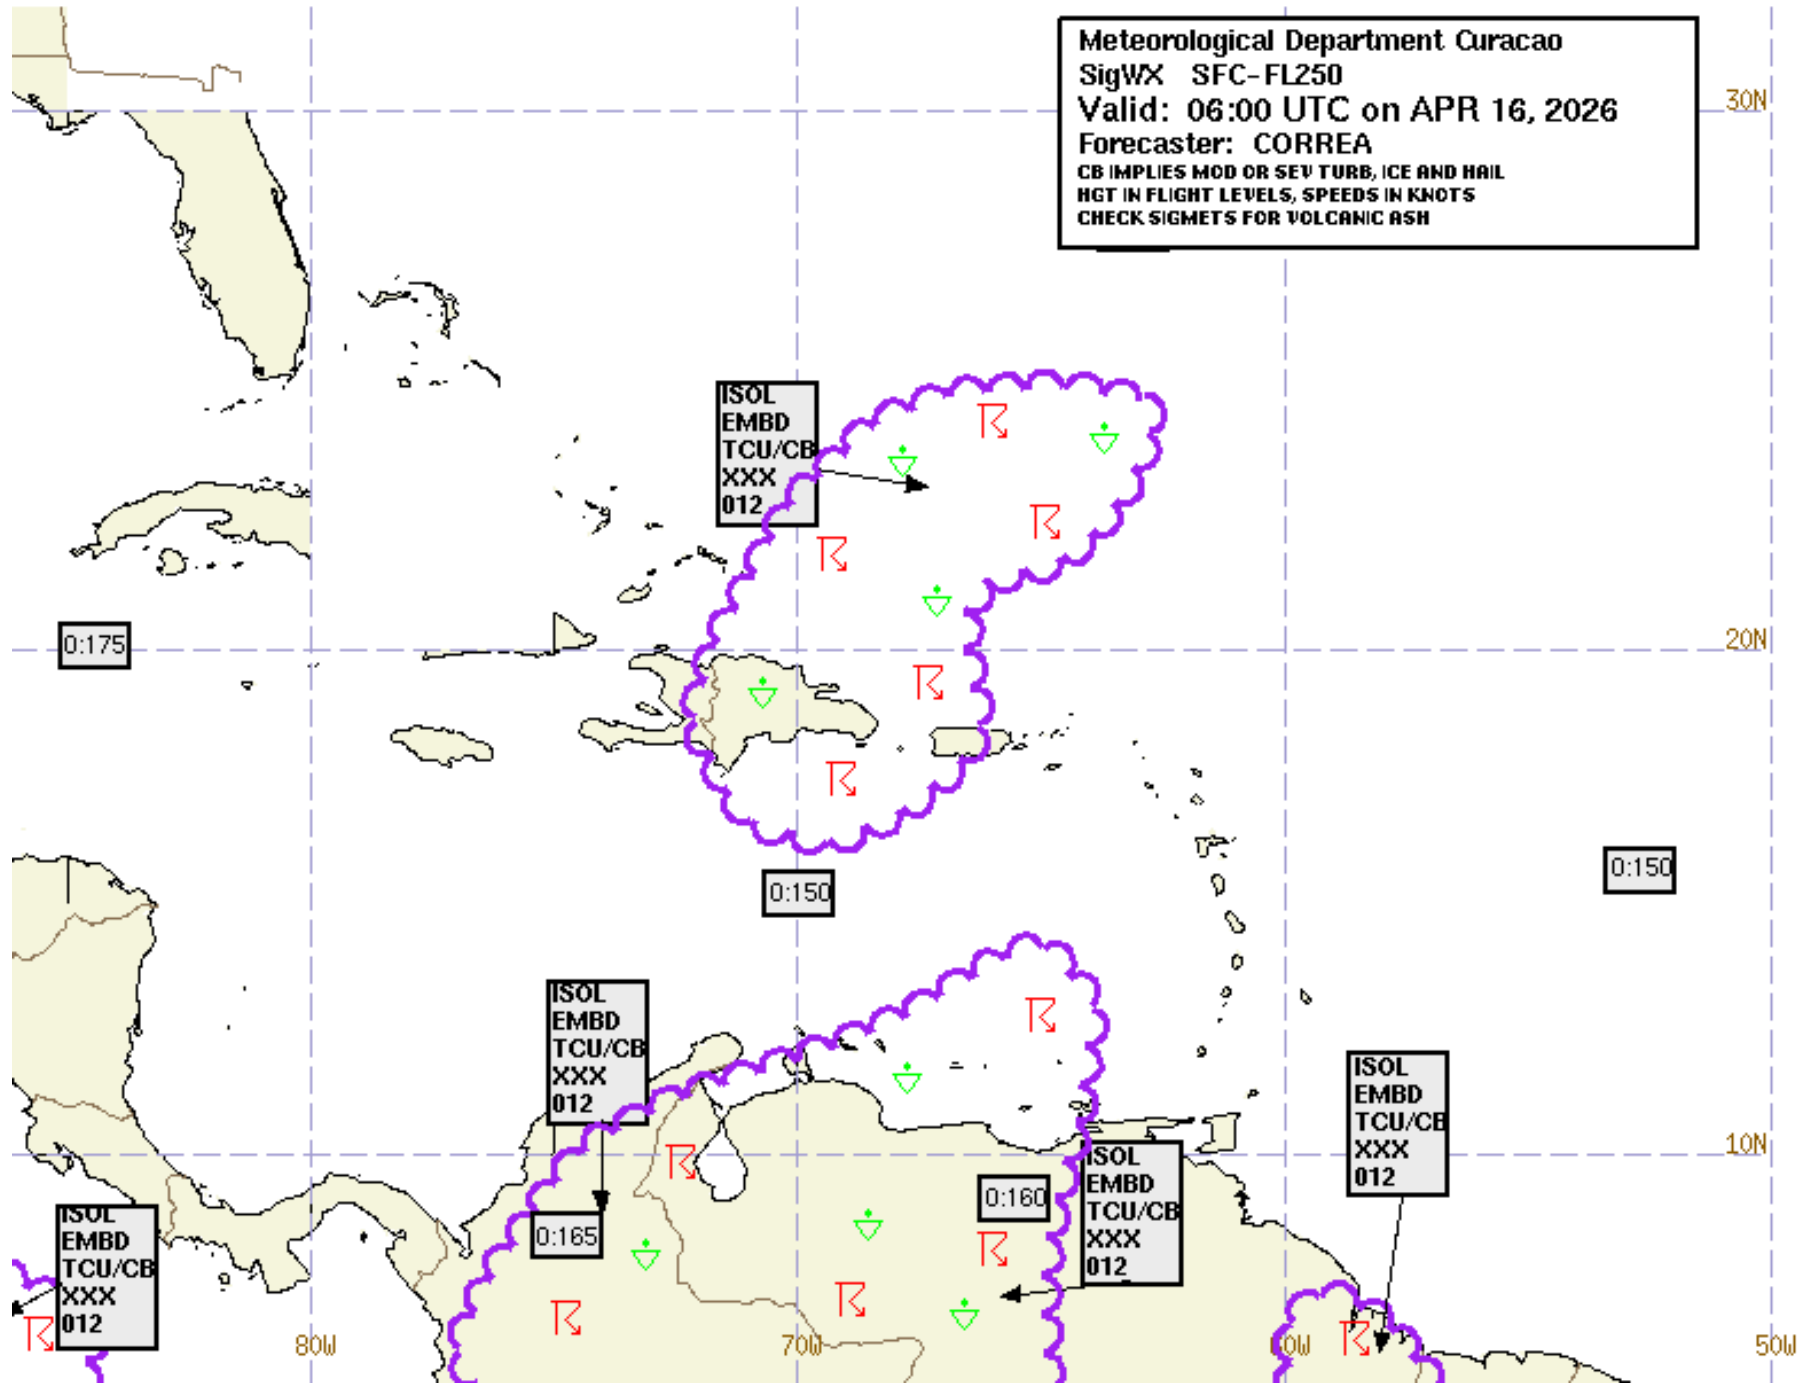 Meteorological Department Curacao
SigWX SFC-FL250
Valid: 06:00 UTC on APR 16, 2026
Forecaster: CORREA
CB IMPLIES MOD OR SEV TURB, ICE AND HAIL
HGT IN FLIGHT LEVELS, SPEEDS IN KNOTS
CHECK SIGMETS FOR VOLCANIC ASH
30N
ISOL
EMBD
TCU/CB
XXX
012
0:175
20N
0:150
0:150
ISOL
EMBD
TCU/CB
XXX
012
ISOL
EMBD
TCU/CB
XXX
012
10N
ISOL
EMBD
TCU/CB
XXX
012
0:160
0:165
ISOL
EMBD
TCU/CB
XXX
012
80W
70W
60W
50W